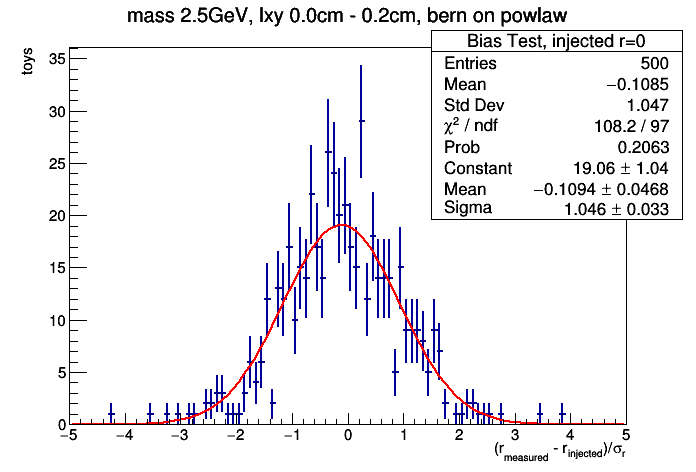 mass 2.5GeV, lxy 0.0cm - 0.2cm, bern on powlaw
Bias Test, injected r=0
Entries 500
Mean −0.1085
Std Dev 1.047
χ² / ndf 108.2 / 97
Prob 0.2063
Constant 19.06 ± 1.04
Mean −0.1094 ± 0.0468
Sigma 1.046 ± 0.033
toys
35
30
25
20
15
10
5
0
−5 −4 −3 −2 −1 0 1 2 3 4 5
(r_measured - r_injected)/σ_r